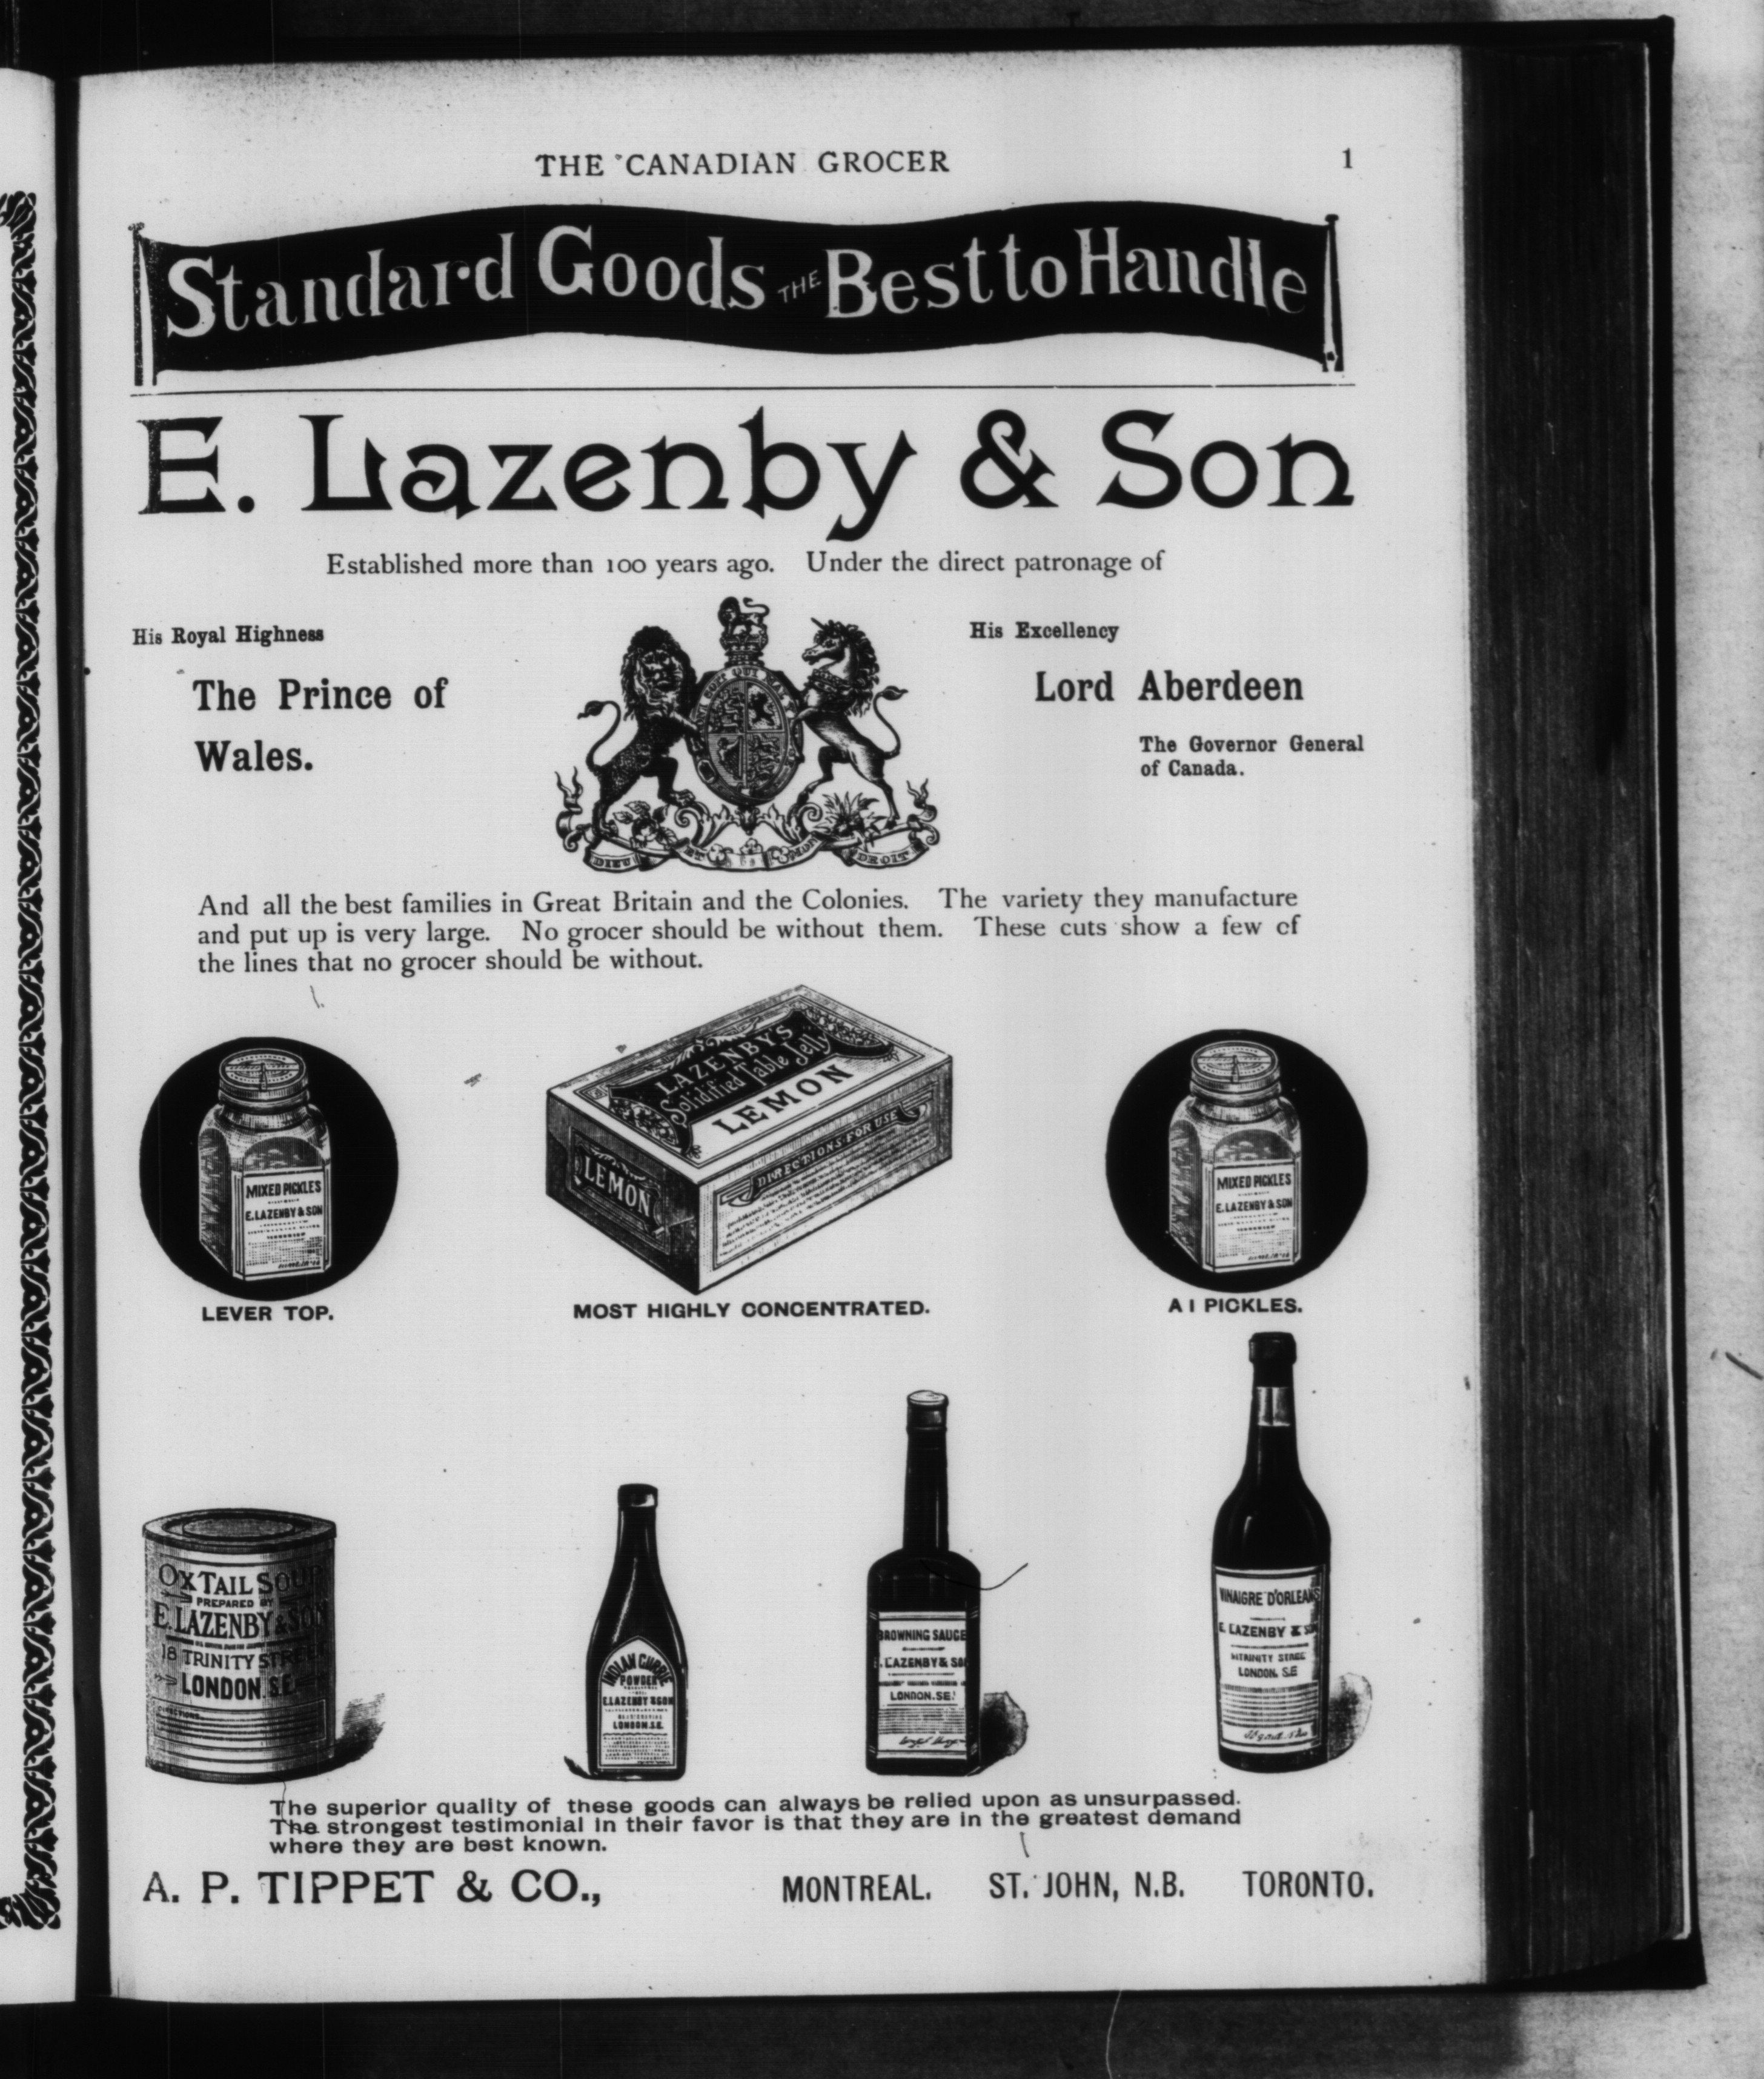 THE CANADIAN GROCER 1
Standard Goods THE Best to Handle
E. Lazenby & Son
Established more than 100 years ago. Under the direct patronage of
His Royal Highness
The Prince of
Wales.
His Excellency
Lord Aberdeen
The Governor General
of Canada.
DIEU ET MON DROIT
And all the best families in Great Britain and the Colonies. The variety they manufacture
and put up is very large. No grocer should be without them. These cuts show a few of
the lines that no grocer should be without.
MIXED PICKLES
E. LAZENBY & SON
LEVER TOP.
LAZENBY'S
Solidified Table Jelly
LEMON
LEMON
DIRECTIONS FOR USE
MOST HIGHLY CONCENTRATED.
MIXED PICKLES
E. LAZENBY & SON
A I PICKLES.
OX TAIL SOUP
PREPARED BY
E. LAZENBY & SON
18 TRINITY STREET
LONDON. S.E.
POWDER
E. LAZENBY & SON
LONDON. S.E.
BROWNING SAUCE
E. LAZENBY & SON
LONDON. S.E.
VINAIGRE D'ORLEANS
E. LAZENBY & SON
LONDON. S.E
The superior quality of these goods can always be relied upon as unsurpassed.
The strongest testimonial in their favor is that they are in the greatest demand
where they are best known.
A. P. TIPPET & CO., MONTREAL. ST. JOHN, N.B. TORONTO.